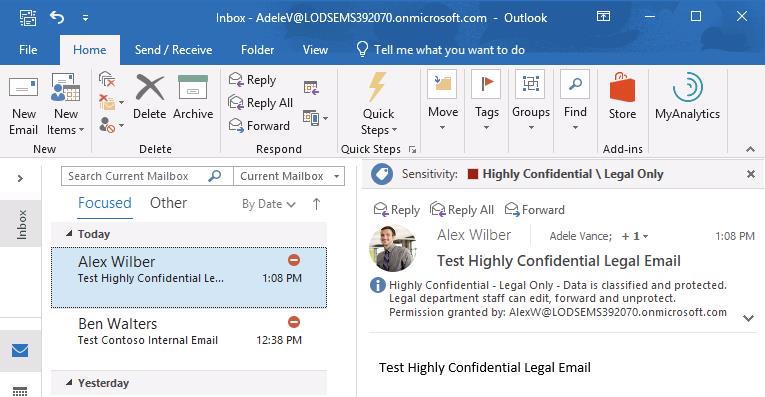 Inbox - AdeleV@LODSEMS392070.onmicrosoft.com - Outlook
File Home Send / Receive Folder View Tell me what you want to do
New Email
New Items
Delete
Archive
Reply
Reply All
Forward
Quick Steps
Move
Tags
Groups
Find
Store
MyAnalytics
New Delete Respond Quick Steps Add-ins
Inbox
Search Current Mailbox Current Mailbox
Focused Other By Date
Today
Alex Wilber
Test Highly Confidential Le... 1:08 PM
Ben Walters
Test Contoso Internal Email 12:38 PM
Yesterday
Sensitivity: Highly Confidential \ Legal Only
Reply Reply All Forward
Alex Wilber Adele Vance; + 1 1:08 PM
Test Highly Confidential Legal Email
Highly Confidential - Legal Only - Data is classified and protected.
Legal department staff can edit, forward and unprotect.
Permission granted by: AlexW@LODSEMS392070.onmicrosoft.com
Test Highly Confidential Legal Email